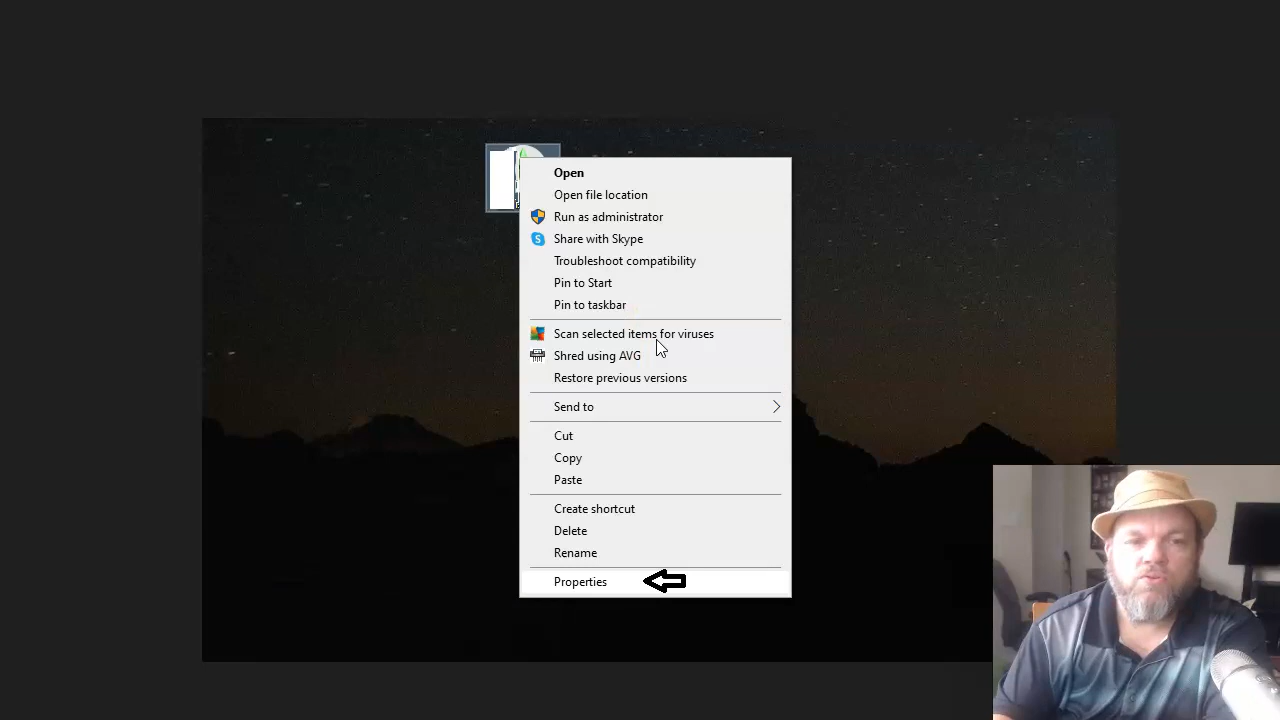 Open
Open file location
Run as administrator
Share with Skype
Troubleshoot compatibility
Pin to Start
Pin to taskbar
Scan selected items for viruses
Shred using AVG
Restore previous versions
Send to
Cut
Copy
Paste
Create shortcut
Delete
Rename
Properties